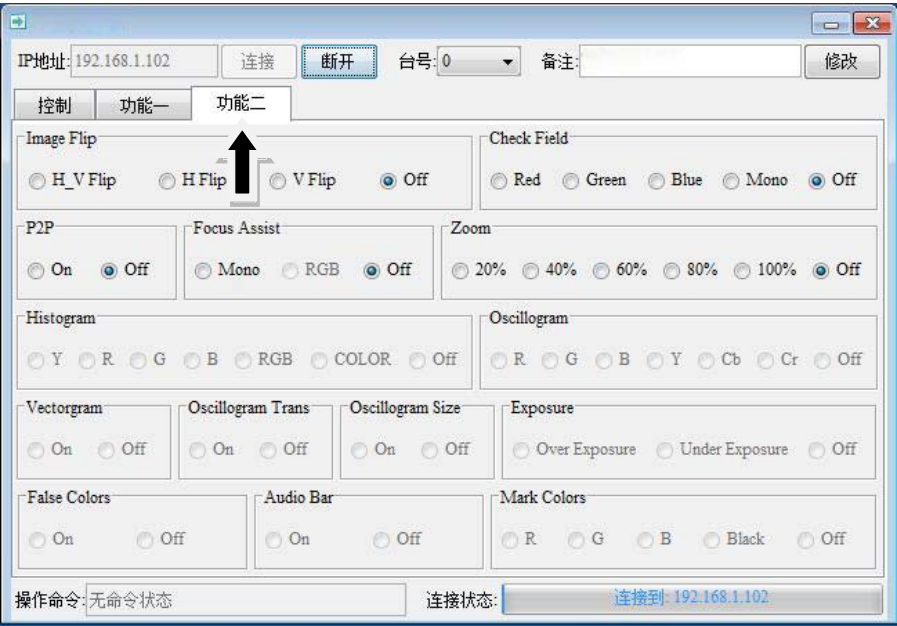 IP地址: 192.168.1.102 连接 断开 台号: 0 备注: 修改
控制 功能一 功能二
Image Flip Check Field
H_V Flip H Flip V Flip Off Red Green Blue Mono Off
P2P Focus Assist Zoom
On Off Mono RGB Off 20% 40% 60% 80% 100% Off
Histogram Oscillogram
Y R G B RGB COLOR Off R G B Y Cb Cr Off
Vectorgram Oscillogram Trans Oscillogram Size Exposure
On Off On Off On Off Over Exposure Under Exposure Off
False Colors Audio Bar Mark Colors
On Off On Off R G B Black Off
操作命令: 无命令状态 连接状态: 连接到: 192.168.1.102